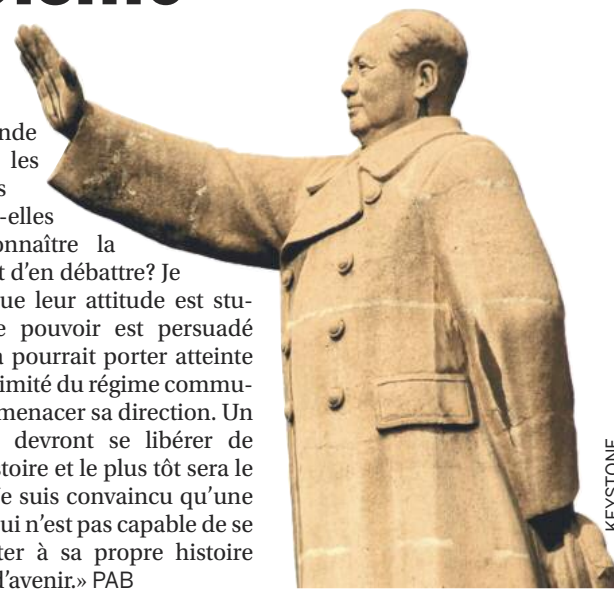 nde
les
s
-elles
onnaître la
t d'en débattre? Je
ue leur attitude est stu-
e pouvoir est persuadé
pourrait porter atteinte
imité du régime commu-
menacer sa direction. Un
devront se libérer de
stoire et le plus tôt sera le
e suis convaincu qu'une
ui n'est pas capable de se
ter à sa propre histoire
d'avenir.» PAB
KEYSTONE